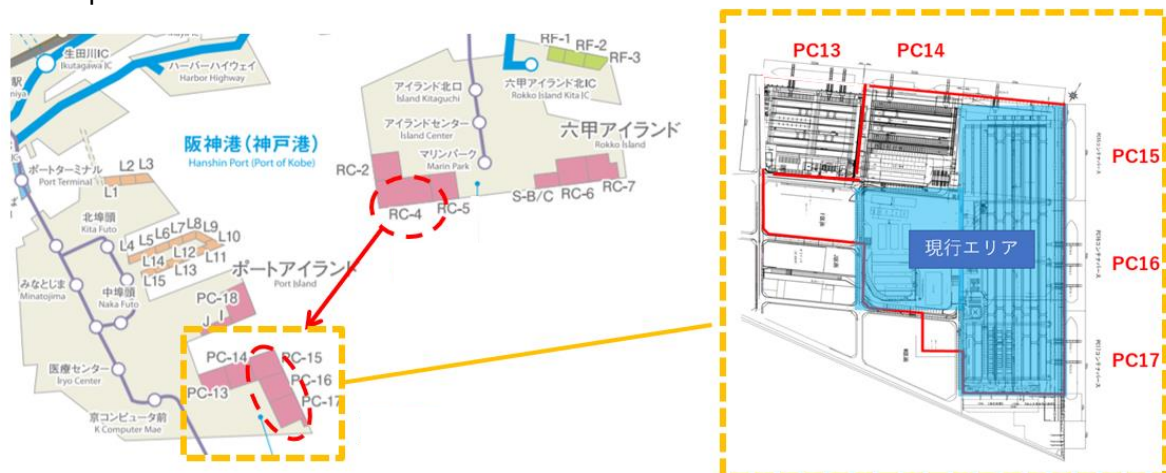 生田川IC
Ikutagawa IC
ハーバーハイウェイ
Harbor Highway
駅
阪神港(神戸港)
Hanshin Port (Port of Kobe)
ポートターミナル
Port Terminal
L1
L2
L3
北埠頭
Kita Futo
L4
L5
L6
L7
L8
L9
L10
L11
L12
L13
L14
L15
みなとじま
Minatojima
中埠頭
Naka Futo
ポートアイランド
Port Island
PC-18
J
I
医療センター
Iryo Center
PC-14
PC-15
PC-13
PC-16
PC-17
京コンピュータ前
K Computer Mae
RF-1
RF-2
RF-3
アイランド北口
Island Kitaguchi
六甲アイランド北IC
Rokko Island Kita IC
アイランドセンター
Island Center
六甲アイランド
Rokko Island
マリンパーク
Marin Park
RC-2
RC-4
RC-5
S-B/C
RC-6
RC-7
PC13
PC14
PC15
現行エリア
PC16
PC17